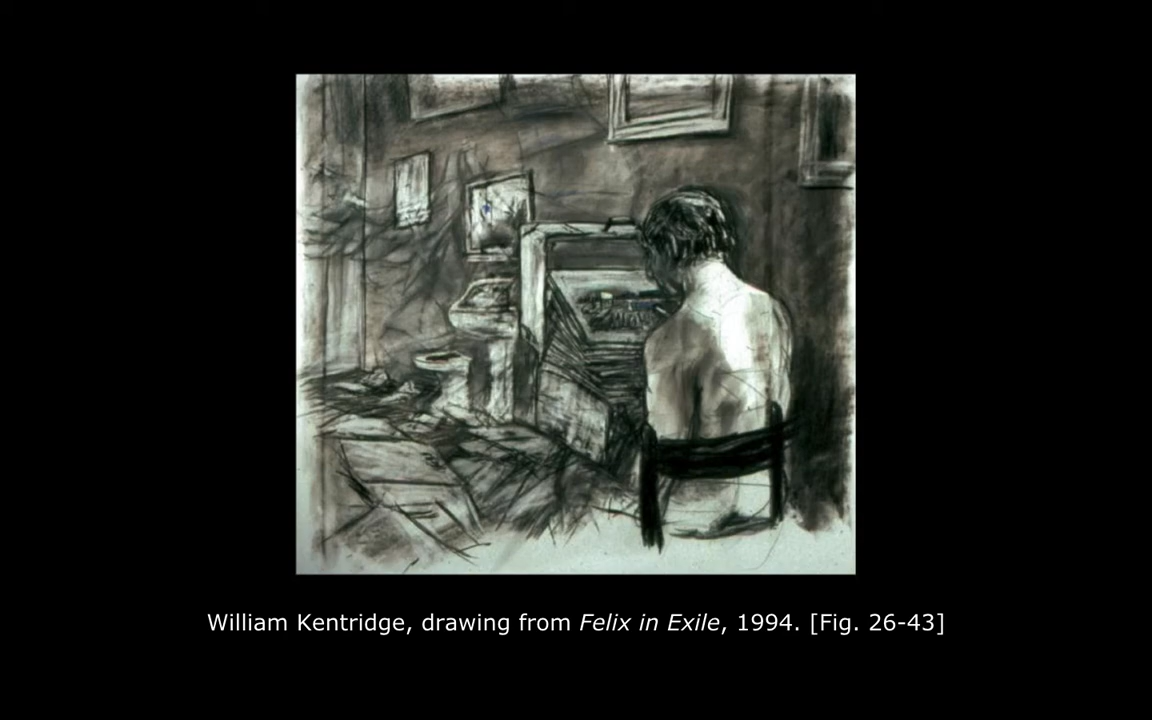 William Kentridge, drawing from Felix in Exile, 1994. [Fig. 26-43]